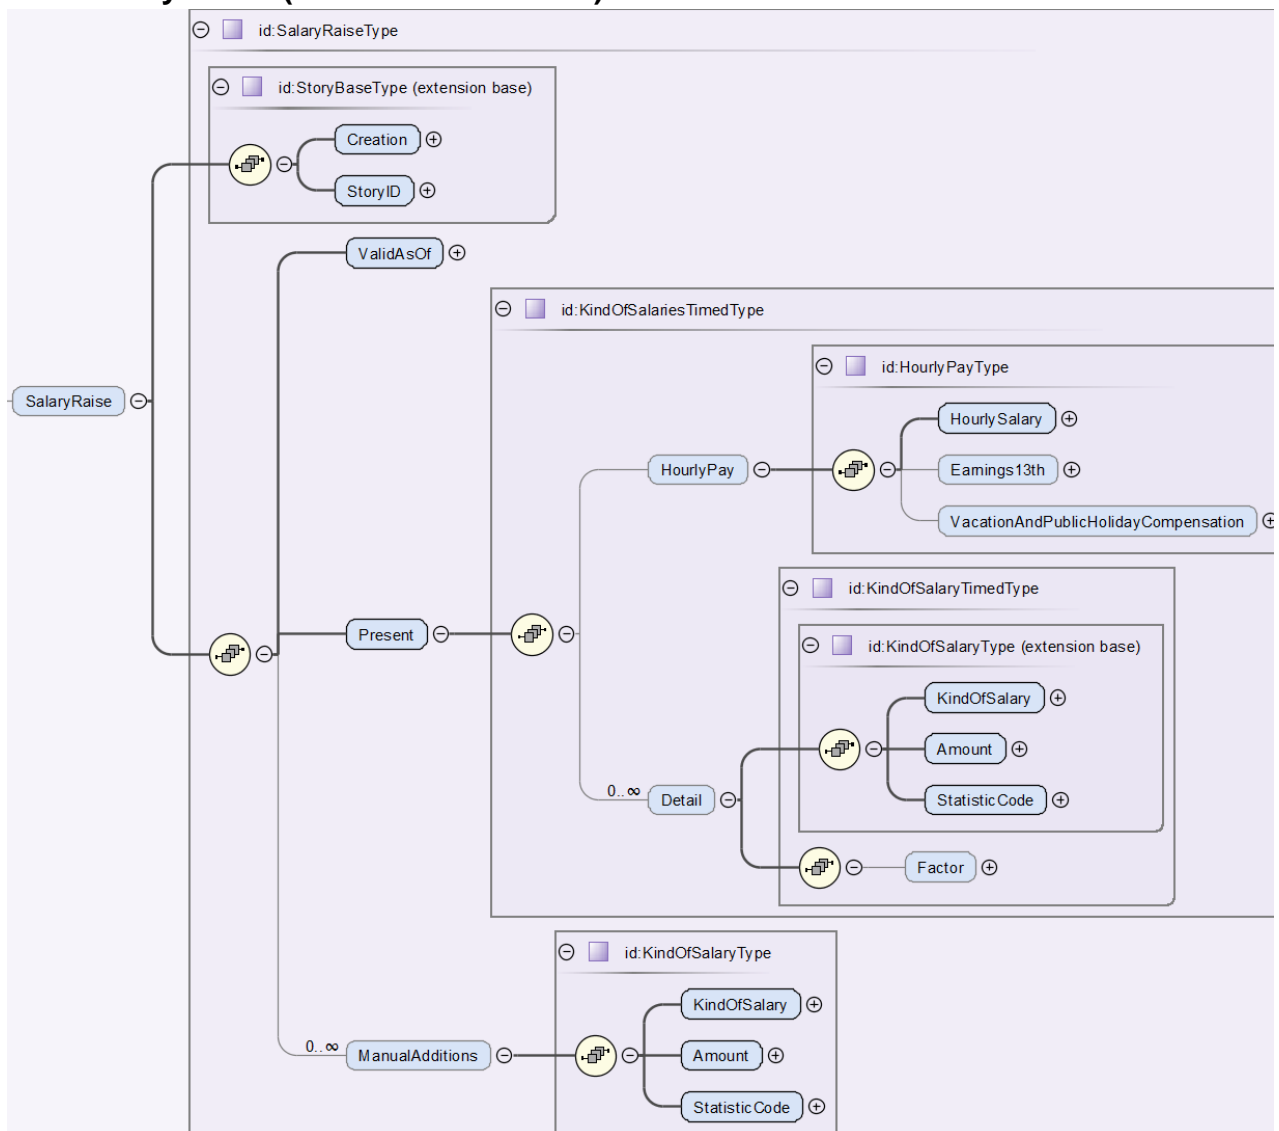 id:SalaryRaiseType
id:StoryBaseType (extension base)
Creation
StoryID
ValidAsOf
id:KindOfSalariesTimedType
id:HourlyPayType
SalaryRaise
HourlySalary
HourlyPay
Earnings13th
VacationAndPublicHolidayCompensation
id:KindOfSalaryTimedType
Present
id:KindOfSalaryType (extension base)
KindOfSalary
Amount
0..∞
Detail
StatisticCode
Factor
id:KindOfSalaryType
KindOfSalary
0..∞
ManualAdditions
Amount
StatisticCode